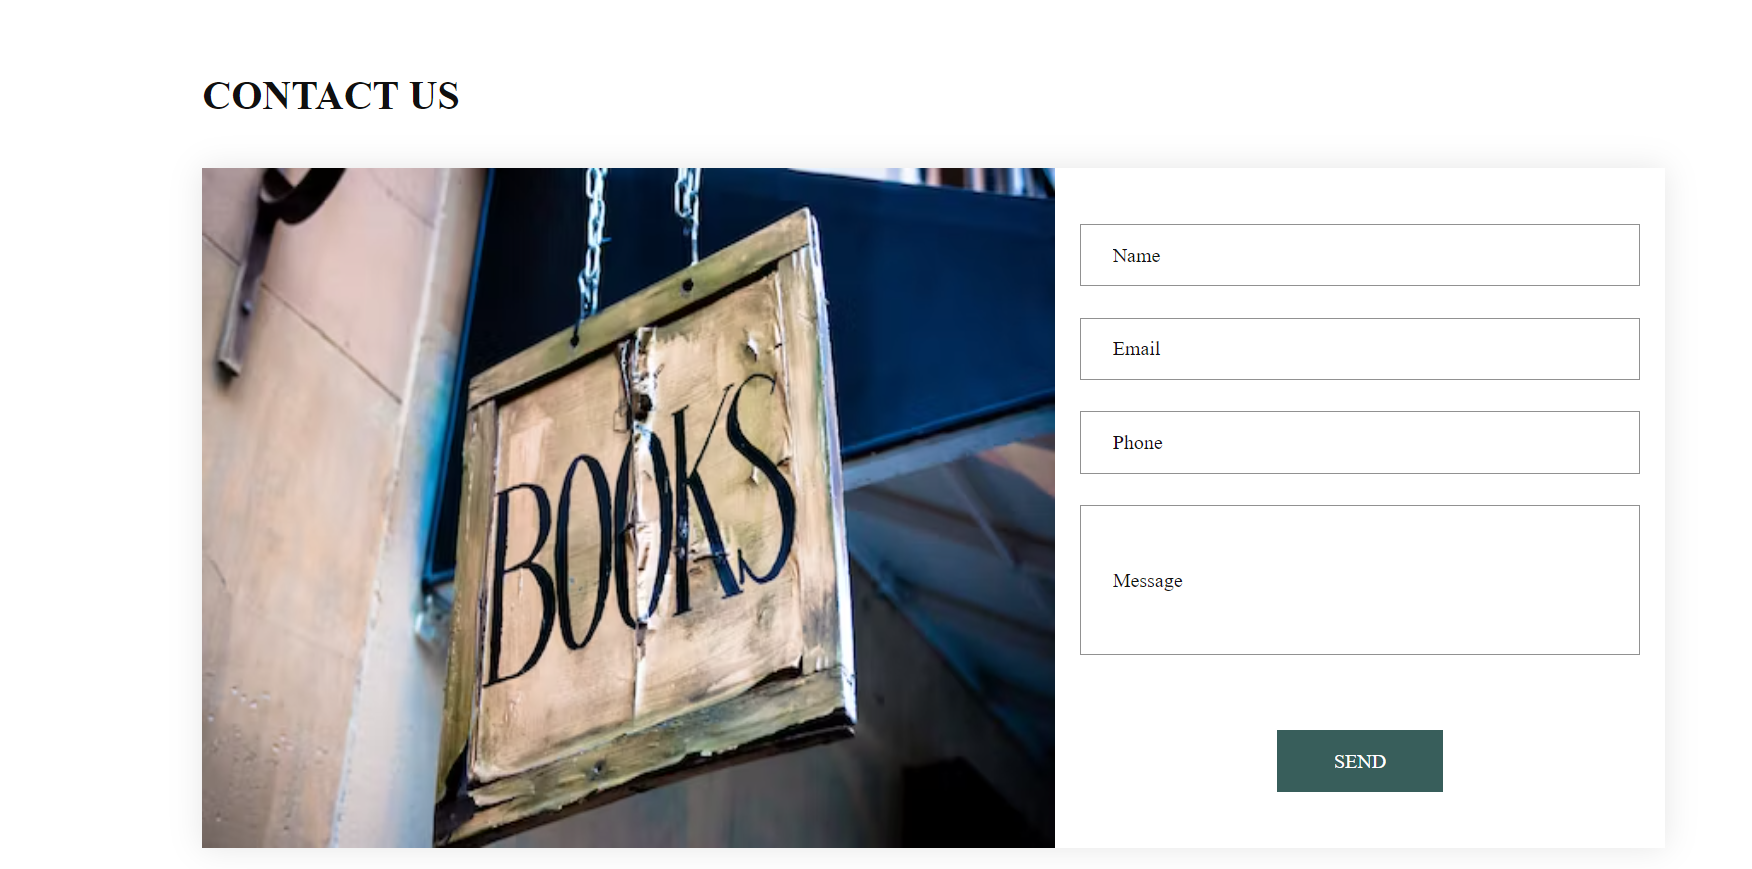 CONTACT US
BOOKS
Name
Email
Phone
Message
SEND